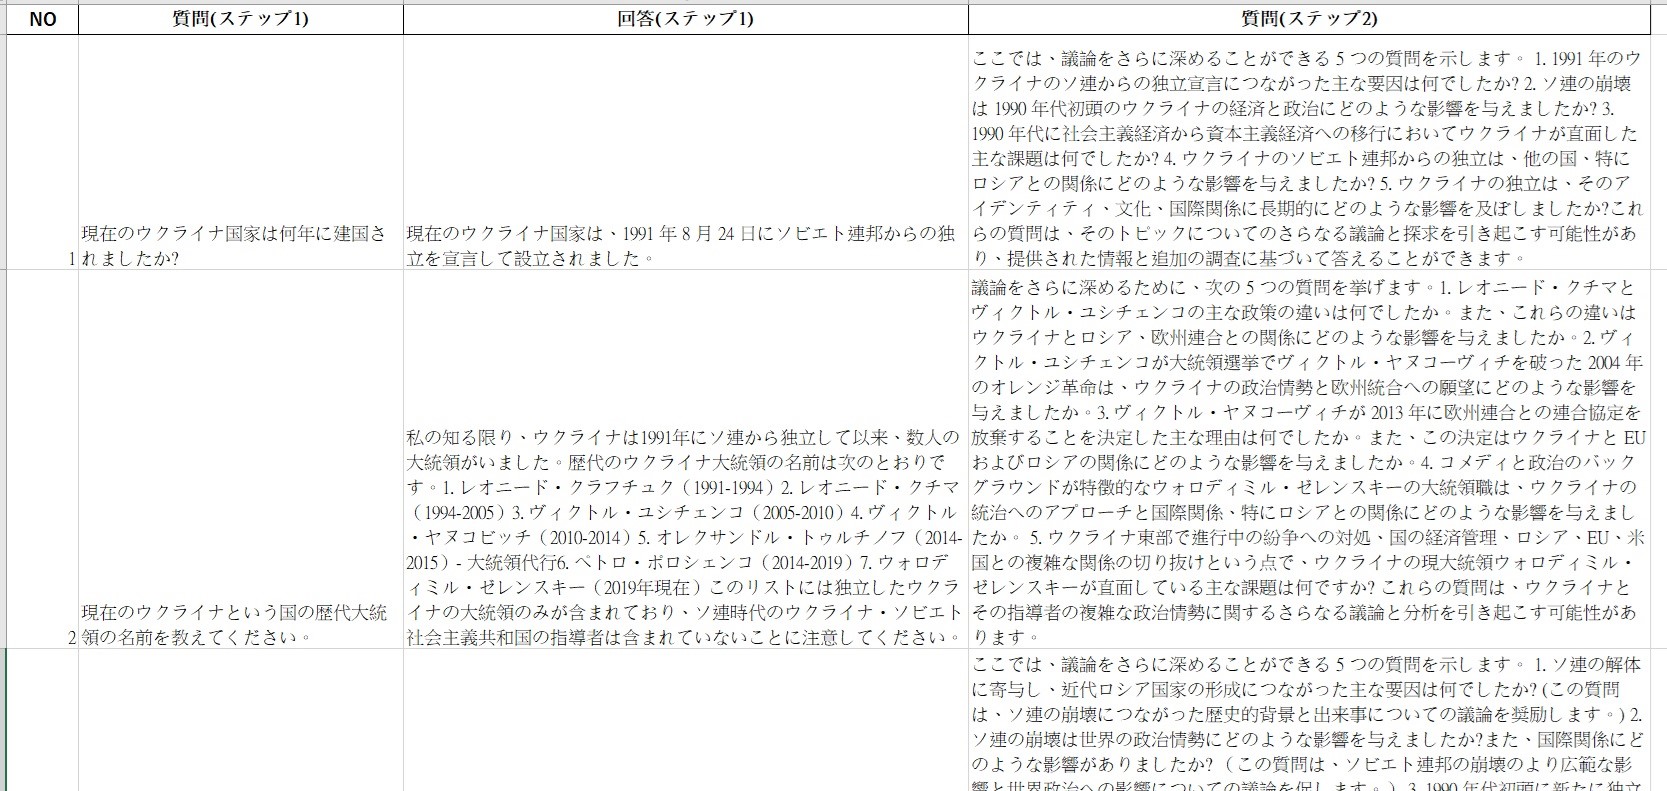 NO 質問(ステップ1) 回答(ステップ1) 質問(ステップ2)
1
現在のウクライナ国家は何年に建国さ
れましたか?
現在のウクライナ国家は、1991 年 8 月 24 日にソビエト連邦からの独
立を宣言して設立されました。
ここでは、議論をさらに深めることができる 5 つの質問を示します。 1. 1991 年のウ
クライナのソ連からの独立宣言につながった主な要因は何でしたか? 2. ソ連の崩壊
は 1990 年代初頭のウクライナの経済と政治にどのような影響を与えましたか? 3.
1990 年代に社会主義経済から資本主義経済への移行においてウクライナが直面した
主な課題は何でしたか? 4. ウクライナのソビエト連邦からの独立は、他の国、特に
ロシアとの関係にどのような影響を与えましたか? 5. ウクライナの独立は、そのア
イデンティティ、文化、国際関係に長期的にどのような影響を及ぼしましたか?これ
らの質問は、そのトピックについてのさらなる議論と探求を引き起こす可能性があ
り、提供された情報と追加の調査に基づいて答えることができます。
2
現在のウクライナという国の歴代大統
領の名前を教えてください。
私の知る限り、ウクライナは1991年にソ連から独立して以来、数人の
大統領がいました。歴代のウクライナ大統領の名前は次のとおりで
す。1. レオニード・クラフチュク（1991-1994）2. レオニード・クチマ
（1994-2005）3. ヴィクトル・ユシチェンコ（2005-2010）4. ヴィクトル
・ヤヌコビッチ（2010-2014）5. オレクサンドル・トゥルチノフ（2014-
2015）- 大統領代行6. ペトロ・ポロシェンコ（2014-2019）7. ウォロデ
ィミル・ゼレンスキー（2019年現在）このリストには独立したウクラ
イナの大統領のみが含まれており、ソ連時代のウクライナ・ソビエト
社会主義共和国の指導者は含まれていないことに注意してください。
議論をさらに深めるために、次の 5 つの質問を挙げます。1. レオニード・クチマと
ヴィクトル・ユシチェンコの主な政策の違いは何でしたか。また、これらの違いは
ウクライナとロシア、欧州連合との関係にどのような影響を与えましたか。2. ヴィ
クトル・ユシチェンコが大統領選挙でヴィクトル・ヤヌコーヴィチを破った 2004 年
のオレンジ革命は、ウクライナの政治情勢と欧州統合への願望にどのような影響を
与えましたか。3. ヴィクトル・ヤヌコーヴィチが 2013 年に欧州連合との連合協定を
放棄することを決定した主な理由は何でしたか。また、この決定はウクライナと EU
およびロシアの関係にどのような影響を与えましたか。4. コメディと政治のバック
グラウンドが特徴的なウォロディミル・ゼレンスキーの大統領職は、ウクライナの
統治へのアプローチと国際関係、特にロシアとの関係にどのような影響を与えまし
たか。 5. ウクライナ東部で進行中の紛争への対処、国の経済管理、ロシア、EU、米
国との複雑な関係の切り抜けという点で、ウクライナの現大統領ウォロディミル・
ゼレンスキーが直面している主な課題は何ですか? これらの質問は、ウクライナと
その指導者の複雑な政治情勢に関するさらなる議論と分析を引き起こす可能性があ
ります。
ここでは、議論をさらに深めることができる 5 つの質問を示します。 1. ソ連の解体
に寄与し、近代ロシア国家の形成につながった主な要因は何でしたか? (この質問
は、ソ連の崩壊につながった歴史的背景と出来事についての議論を奨励します。) 2.
ソ連の崩壊は世界の政治情勢にどのような影響を与えましたか?また、国際関係にど
のような影響がありましたか? （この質問は、ソビエト連邦の崩壊のより広範な影
響と世界政治への影響についての議論を促します。）3. 1990 年代初頭に新たに独立